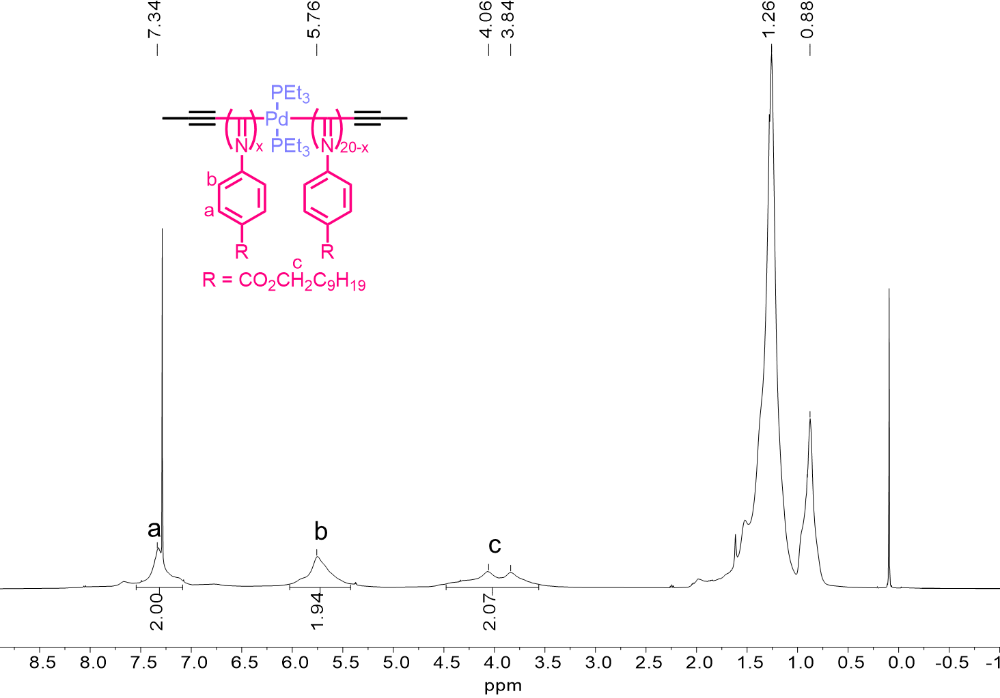 7.34
5.76
4.06
3.84
1.26
0.88
PEt3
Pd
N x PEt3 N 20-x
b
a
R R
c
R = CO2CH2C9H19
a
b
c
2.00
1.94
2.07
8.5 8.0 7.5 7.0 6.5 6.0 5.5 5.0 4.5 4.0 3.5 3.0 2.5 2.0 1.5 1.0 0.5 0.0 -0.5 -1
ppm